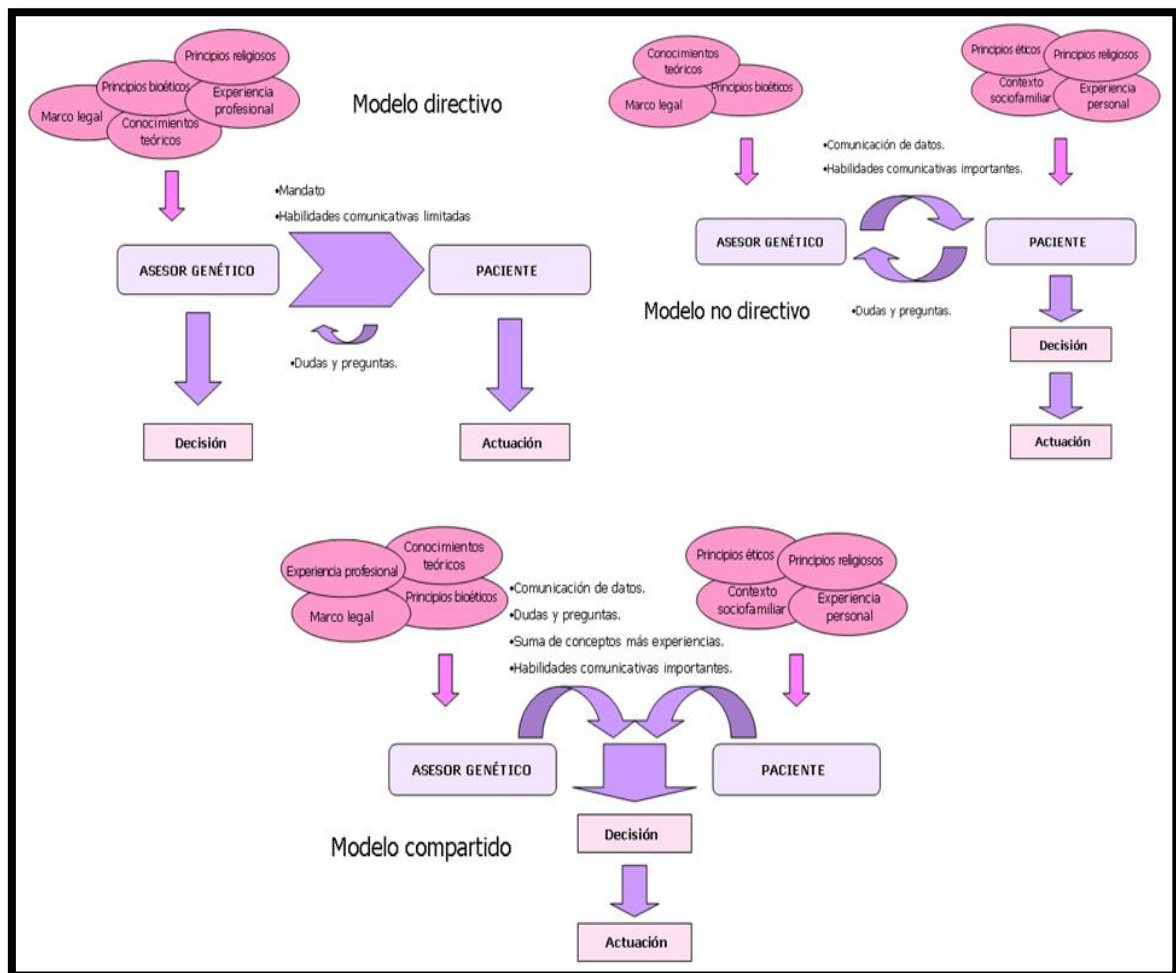 Principios religiosos
Principios bioéticos
Experiencia
profesional
Marco legal
Conocimientos
teóricos
Modelo directivo
•Mandato
•Habilidades comunicativas limitadas
ASESOR GENÉTICO
PACIENTE
•Dudas y preguntas.
Decisión
Actuación
Conocimientos
teóricos
Principios bioéticos
Marco legal
Principios éticos
Principios religiosos
Contexto
sociofamiliar
Experiencia
personal
•Comunicación de datos.
•Habilidades comunicativas importantes.
ASESOR GENÉTICO
PACIENTE
Modelo no directivo
•Dudas y preguntas.
Decisión
Actuación
Conocimientos
teóricos
Experiencia profesional
Principios bioéticos
Marco legal
Principios éticos
Principios religiosos
Contexto
sociofamiliar
Experiencia
personal
•Comunicación de datos.
•Dudas y preguntas.
•Suma de conceptos más experiencias.
•Habilidades comunicativas importantes.
ASESOR GENÉTICO
PACIENTE
Modelo compartido
Decisión
Actuación